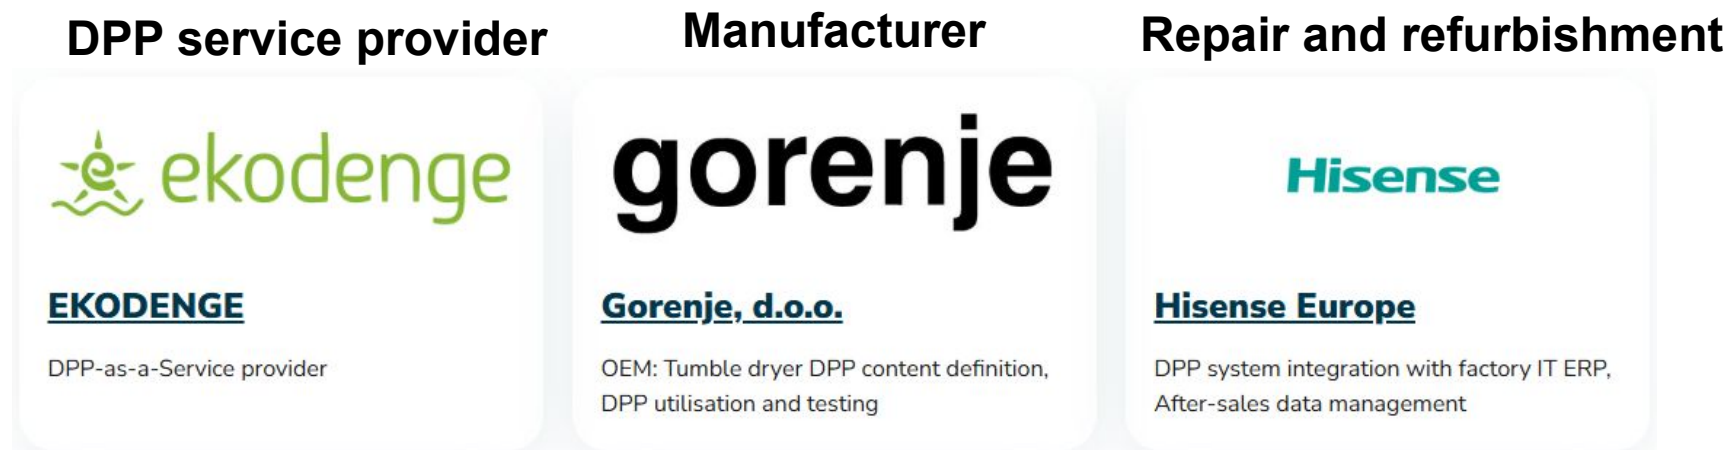 DPP service provider
Manufacturer
Repair and refurbishment
ekodenge
gorenje
Hisense
EKODENGE
DPP-as-a-Service provider
Gorenje, d.o.o.
OEM: Tumble dryer DPP content definition,
DPP utilisation and testing
Hisense Europe
DPP system integration with factory IT ERP,
After-sales data management